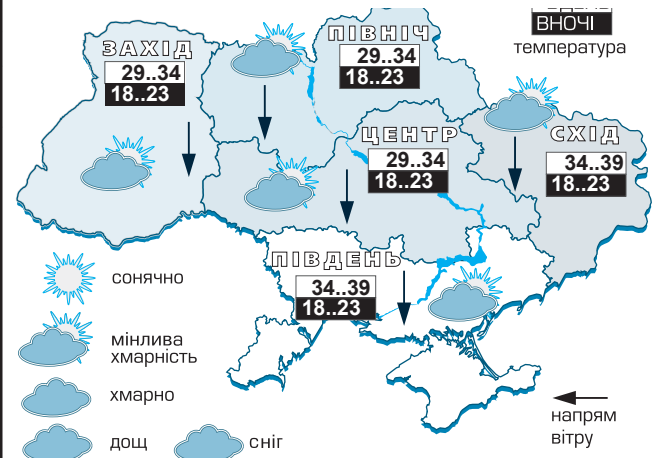 ЗАХІД
29..34
18..23
ПІВНІЧ
29..34
18..23
ВНОЧІ
температура
ЦЕНТР
29..34
18..23
СХІД
34..39
18..23
ПІВДЕНЬ
34..39
18..23
сонячно
мінлива
хмарність
хмарно
дощ
сніг
напрям
вітру